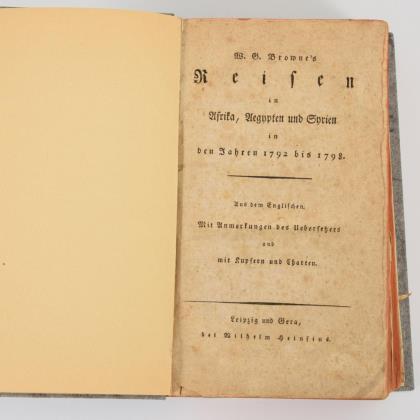 W. G. Browne's
Reisen
in
Afrika, Aegypten und Syrien
in
den Jahren 1792 bis 1798.
Aus dem Englischen.
Mit Anmerkungen des Uebersetzers
und
mit Kupfern und Charten.
Leipzig und Gera,
bei Wilhelm Heinsius.